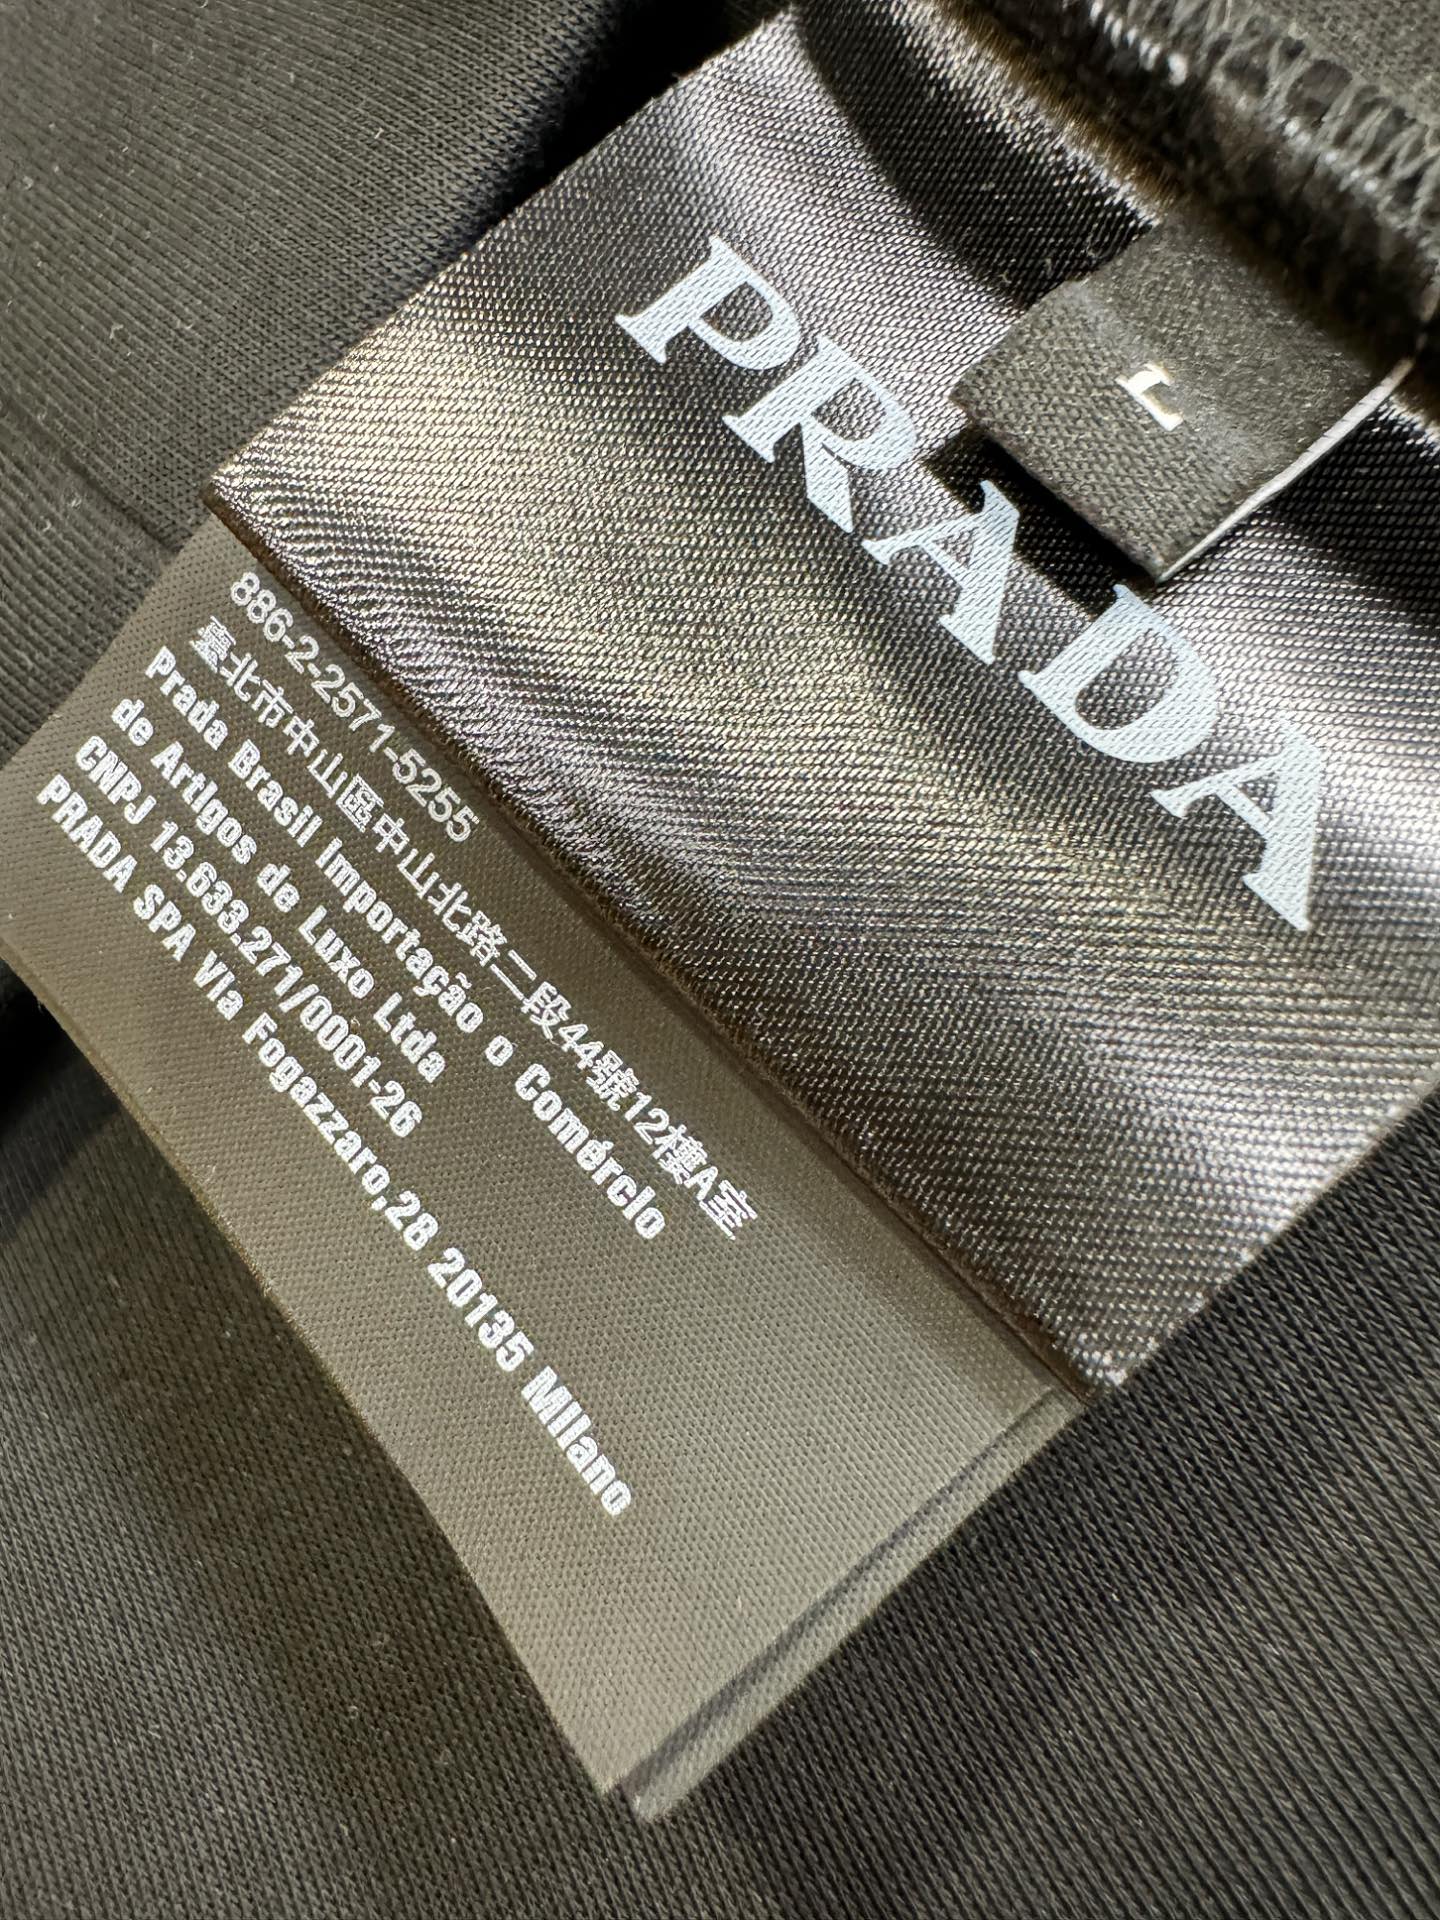 PRADA
L
886-2-2571-5255
臺北市中山區中山北路二段44號12樓A室
Prada Brasil Importação e Comércio
de Artigos de Luxo Ltda
CNPJ 13.633.271/0001-26
PRADA SPA Via Fogazzaro,28 20135 Milano